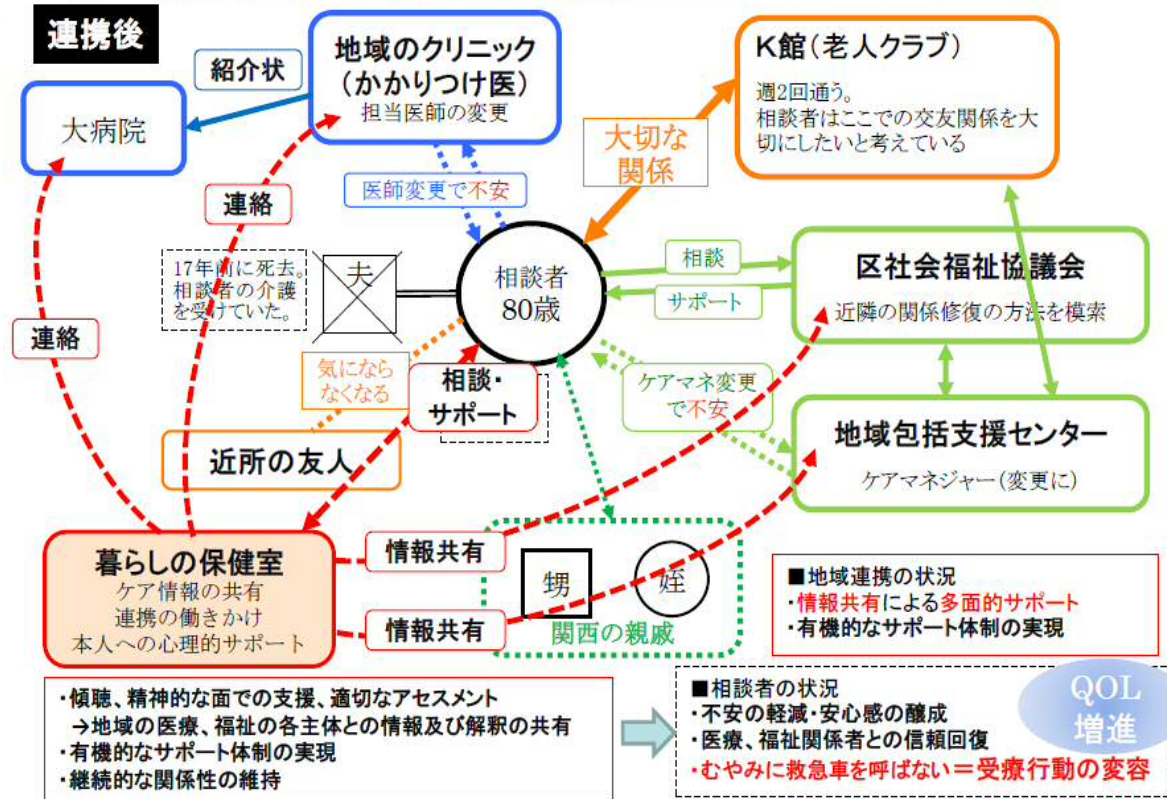 連携後
地域のクリニック
(かかりつけ医)
担当医師の変更
紹介状
大病院
K館(老人クラブ)
週2回通う。
相談者はここでの交友関係を大
切にしたいと考えている
大切な
関係
連絡
医師変更で不安
17年前に死去。
相談者の介護
を受けていた。
夫
相談者
80歳
相談
サポート
区社会福祉協議会
近隣の関係修復の方法を模索
連絡
気になら
なくなる
相談・
サポート
ケアマネ変更
で不安
近所の友人
地域包括支援センター
ケアマネジャー(変更に)
暮らしの保健室
ケア情報の共有
連携の働きかけ
本人への心理的サポート
情報共有
情報共有
甥
姪
関西の親戚
■地域連携の状況
・情報共有による多面的サポート
・有機的なサポート体制の実現
・傾聴、精神的な面での支援、適切なアセスメント
→地域の医療、福祉の各主体との情報及び解釈の共有
・有機的なサポート体制の実現
・継続的な関係性の維持
■相談者の状況
・不安の軽減・安心感の醸成
・医療、福祉関係者との信頼回復
・むやみに救急車を呼ばない=受療行動の変容
QOL
増進